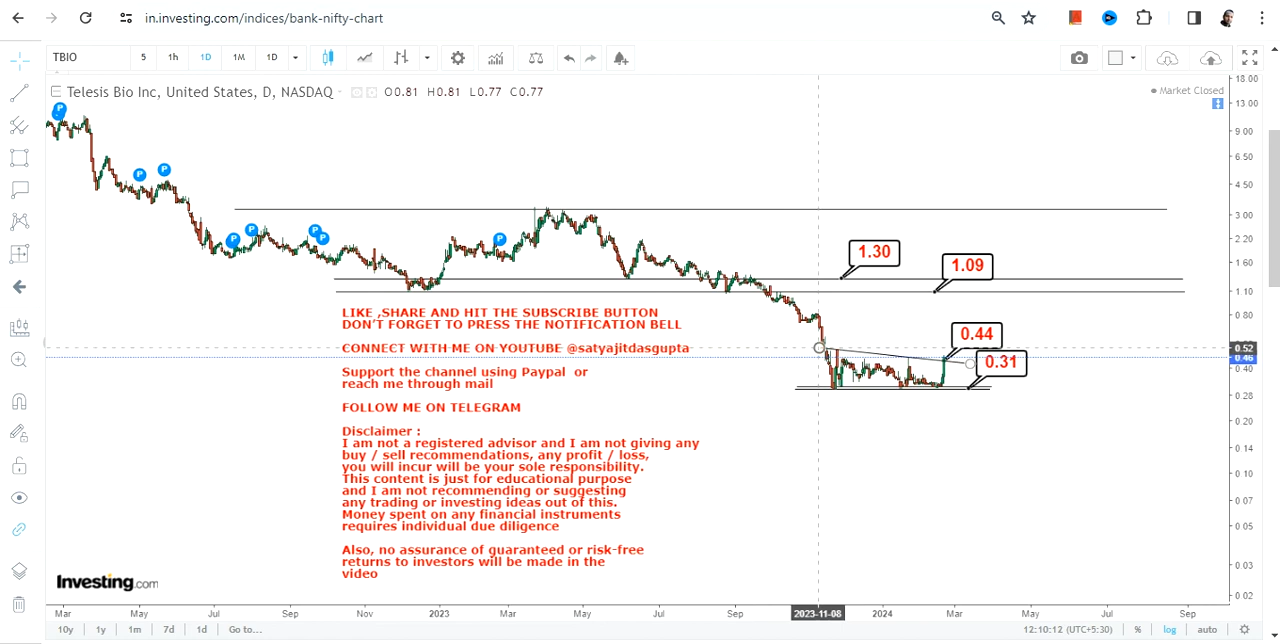 in.investing.com/indices/bank-nifty-chart
TBIO 5 1h 1D 1M 1D
Telesis Bio Inc, United States, D, NASDAQ O0.81 H0.81 L0.77 C0.77
Market Closed
P
P
P
P
P
P
P
P
18.00
13.00
9.00
6.50
4.50
3.00
2.20
1.60
1.10
0.80
0.52
0.46
0.40
0.28
0.20
0.14
0.10
0.07
0.05
0.03
0.02
1.30
1.09
0.44
0.31
LIKE ,SHARE AND HIT THE SUBSCRIBE BUTTON
DON'T FORGET TO PRESS THE NOTIFICATION BELL
CONNECT WITH ME ON YOUTUBE @satyajitdasgupta
Support the channel using Paypal or
reach me through mail
FOLLOW ME ON TELEGRAM
Disclaimer :
I am not a registered advisor and I am not giving any
buy / sell recommendations, any profit / loss,
you will incur will be your sole responsibility.
This content is just for educational purpose
and I am not recommending or suggesting
any trading or investing ideas out of this.
Money spent on any financial instruments
requires individual due diligence
Also, no assurance of guaranteed or risk-free
returns to investors will be made in the
video
Investing.com
Mar May Jul Sep Nov 2023 Mar May Jul Sep 2023-11-08 2024 Mar May Jul Sep
10y 1y 1m 7d 1d Go to... 12:10:12 (UTC+5:30) % log auto